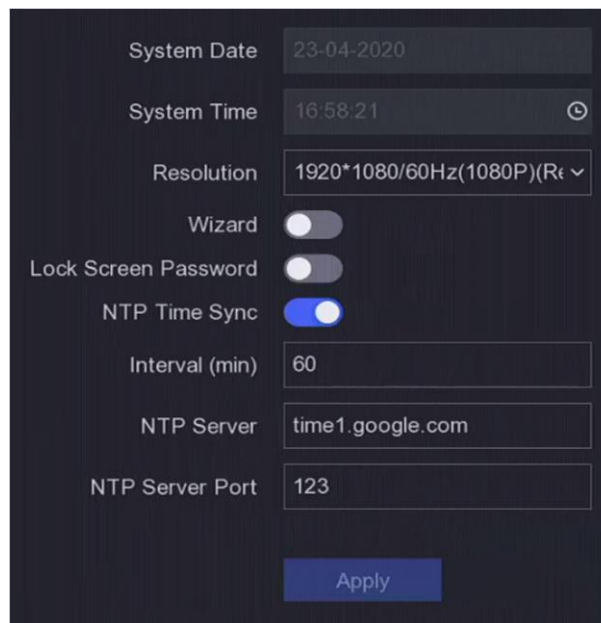 System Date 23-04-2020
System Time 16:58:21
Resolution 1920*1080/60Hz(1080P)(Re
Wizard
Lock Screen Password
NTP Time Sync
Interval (min) 60
NTP Server time1.google.com
NTP Server Port 123
Apply